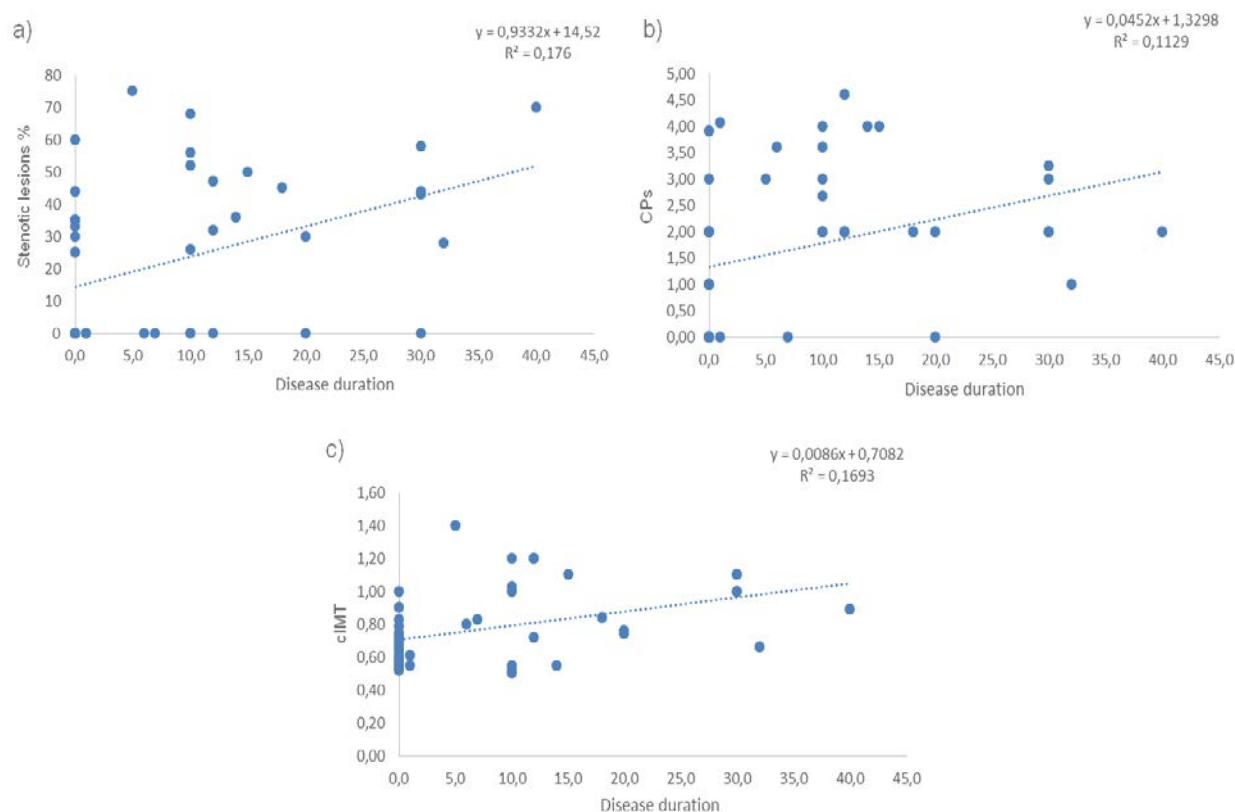 a)
y = 0,9332x + 14,52
R² = 0,176
Stenotic lesions %
80
70
60
50
40
30
20
10
0
0,0 5,0 10,0 15,0 20,0 25,0 30,0 35,0 40,0 45,0
Disease duration
b)
y = 0,0452x + 1,3298
R² = 0,1129
CPs
5,00
4,50
4,00
3,50
3,00
2,50
2,00
1,50
1,00
0,50
0,00
0,0 5,0 10,0 15,0 20,0 25,0 30,0 35,0 40,0 45,0
Disease duration
c)
y = 0,0086x + 0,7082
R² = 0,1693
cIMT
1,60
1,40
1,20
1,00
0,80
0,60
0,40
0,20
0,00
0,0 5,0 10,0 15,0 20,0 25,0 30,0 35,0 40,0 45,0
Disease duration